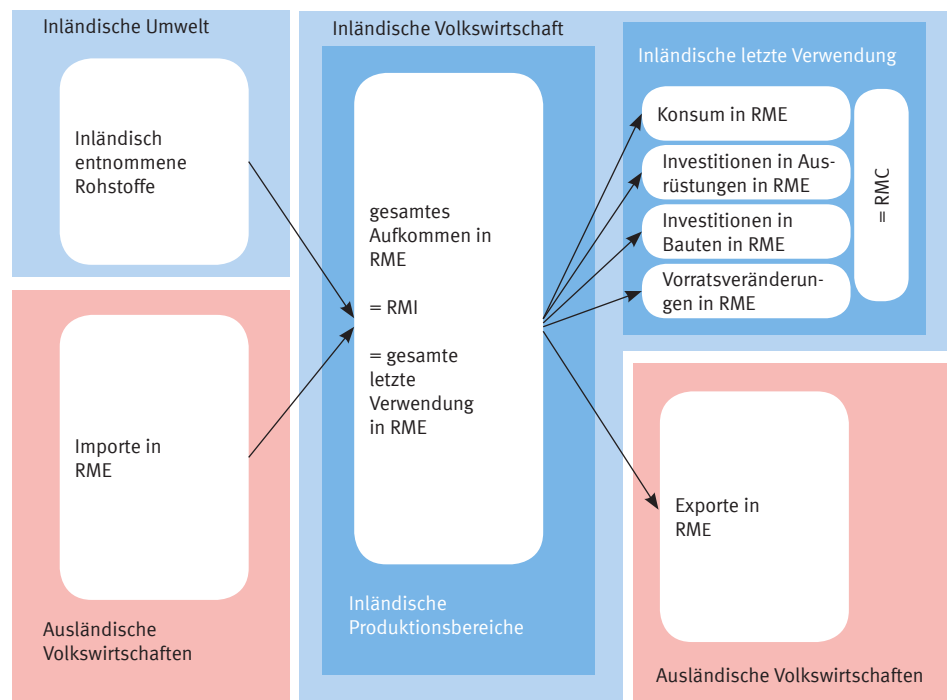 Inländische Umwelt
Inländisch
entnommene
Rohstoffe
Importe in
RME
Ausländische
Volkswirtschaften
Inländische Volkswirtschaft
gesamtes
Aufkommen in
RME
= RMI
= gesamte
letzte
Verwendung
in RME
Inländische
Produktionsbereiche
Inländische letzte Verwendung
Konsum in RME
Investitionen in Aus-
rüstungen in RME
Investitionen in
Bauten in RME
Vorratsveränderun-
gen in RME
= RMC
Exporte in
RME
Ausländische Volkswirtschaften